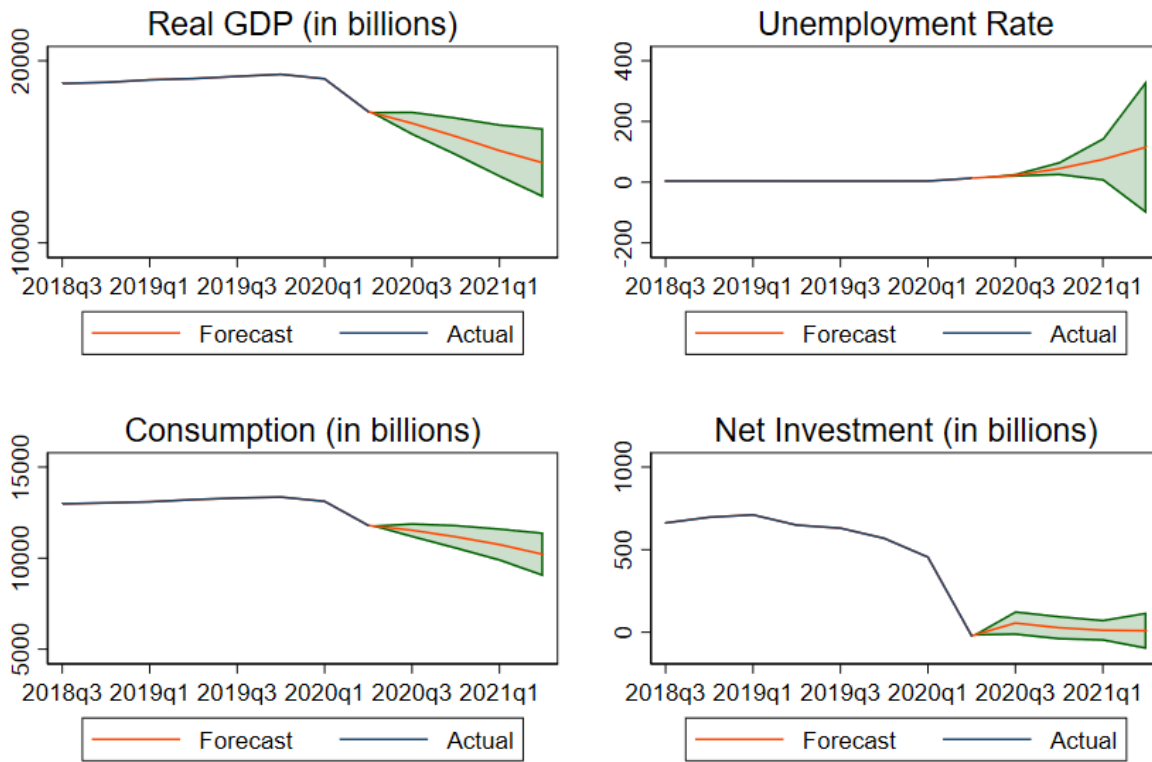 Real GDP (in billions)
20000
10000
2018q3 2019q1 2019q3 2020q1 2020q3 2021q1
Forecast Actual
Unemployment Rate
400
200
0
-200
2018q3 2019q1 2019q3 2020q1 2020q3 2021q1
Forecast Actual
Consumption (in billions)
15000
10000
5000
2018q3 2019q1 2019q3 2020q1 2020q3 2021q1
Forecast Actual
Net Investment (in billions)
1000
500
0
2018q3 2019q1 2019q3 2020q1 2020q3 2021q1
Forecast Actual